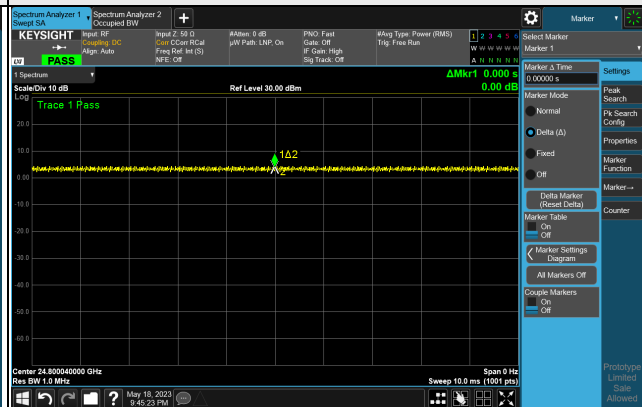 Spectrum Analyzer 1
Swept SA
Spectrum Analyzer 2
Occupied BW
Marker
KEYSIGHT
Input: RF
Coupling: DC
Align: Auto
Input Z: 50 Ω
Corr CCorr RCal
Freq Ref: Int (S)
NFE: Off
#Atten: 0 dB
µW Path: LNP, On
PNO: Fast
Gate: Off
IF Gain: High
Sig Track: Off
#Avg Type: Power (RMS)
Trig: Free Run
1 2 3 4 5 6
W W W W W W
A N N N N N
LXI
PASS
Select Marker
Marker 1
1 Spectrum
ΔMkr1 0.000 s
0.00 dB
Scale/Div 10 dB
Ref Level 30.00 dBm
Log
Trace 1 Pass
20.0
10.0
0.00
-10.0
-20.0
-30.0
-40.0
-50.0
-60.0
1Δ2
2
Center 24.800040000 GHz
Res BW 1.0 MHz
Span 0 Hz
Sweep 10.0 ms (1001 pts)
Marker Δ Time
0.00000 s
Marker Mode
Normal
Delta (Δ)
Fixed
Off
Delta Marker
(Reset Delta)
Marker Table
On
Off
Marker Settings
Diagram
All Markers Off
Couple Markers
On
Off
Settings
Peak
Search
Pk Search
Config
Properties
Marker
Function
Marker→
Counter
Prototype
Limited
Sale
Allowed
May 18, 2023
9:45:23 PM